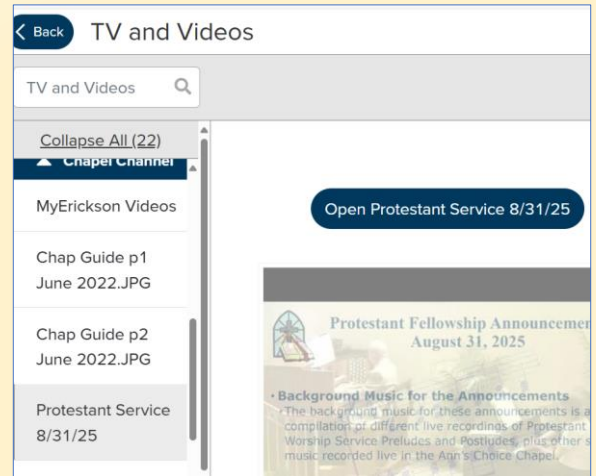 Back
TV and Videos
TV and Videos
Collapse All (22)
Chapel Channel
MyErickson Videos
Chap Guide p1
June 2022.JPG
Chap Guide p2
June 2022.JPG
Protestant Service
8/31/25
Open Protestant Service 8/31/25
Protestant Fellowship Announcemen
August 31, 2025
• Background Music for the Announcements
•The background music for these announcements is a
compilation of different live recordings of Protestant
Worship Service Preludes and Postludes, plus other s
music recorded live in the Ann's Choice Chapel.